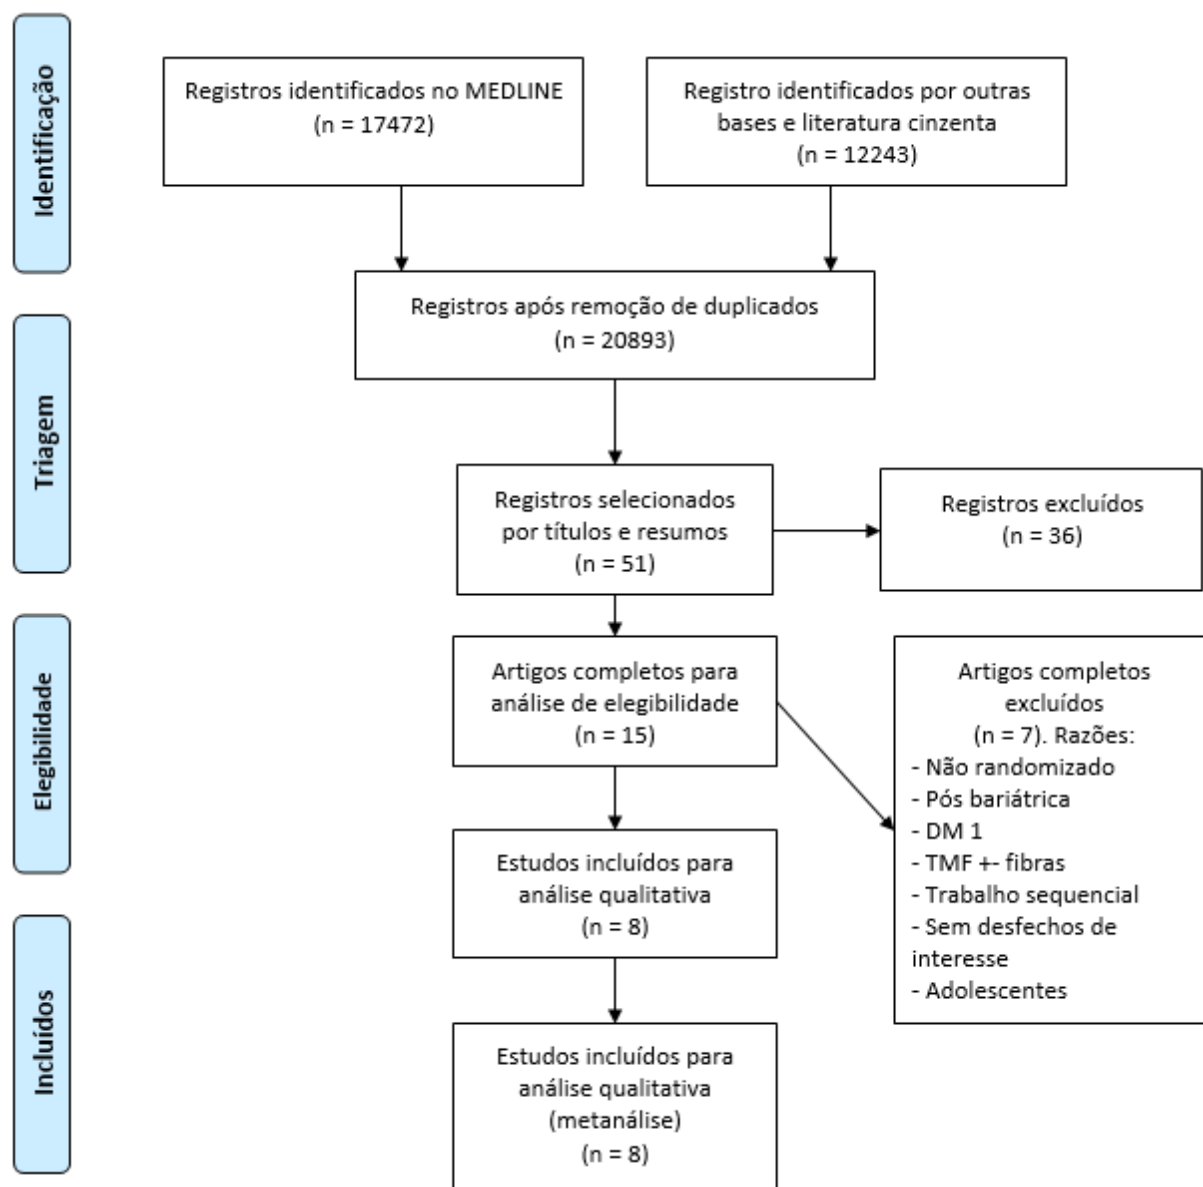 Identificação
Registros identificados no MEDLINE
(n = 17472)
Registro identificados por outras
bases e literatura cinzenta
(n = 12243)
Registros após remoção de duplicados
(n = 20893)
Triagem
Registros selecionados
por títulos e resumos
(n = 51)
Registros excluídos
(n = 36)
Elegibilidade
Artigos completos para
análise de elegibilidade
(n = 15)
Artigos completos
excluídos
(n = 7). Razões:
- Não randomizado
- Pós bariátrica
- DM 1
- TMF +- fibras
- Trabalho sequencial
- Sem desfechos de
interesse
- Adolescentes
Estudos incluídos para
análise qualitativa
(n = 8)
Incluídos
Estudos incluídos para
análise qualitativa
(metanálise)
(n = 8)